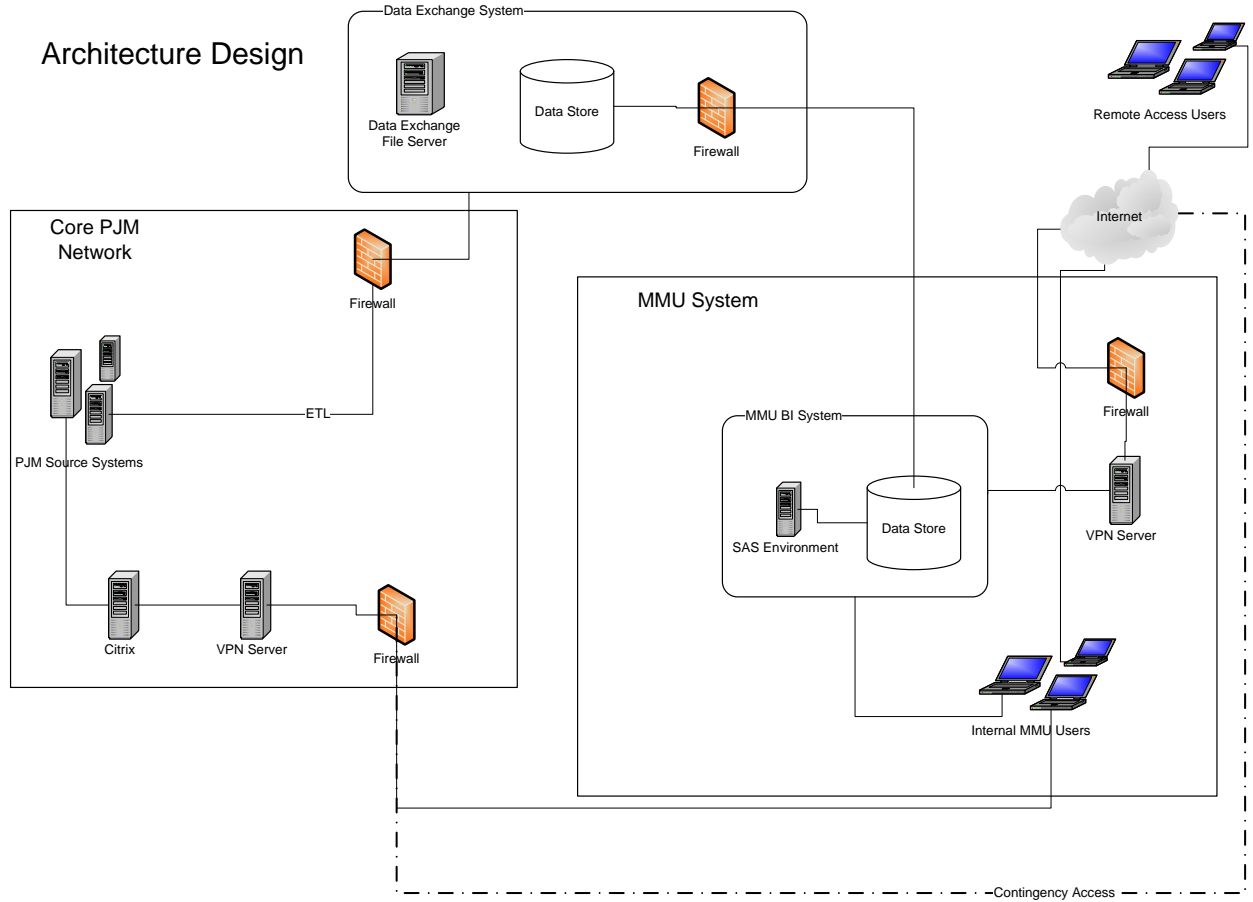 Data Exchange System
Architecture Design
Data Exchange
File Server
Data Store
Firewall
Remote Access Users
Internet
Core PJM
Network
Firewall
PJM Source Systems
ETL
Citrix
VPN Server
Firewall
MMU System
Firewall
MMU BI System
SAS Environment
Data Store
VPN Server
Internal MMU Users
Contingency Access